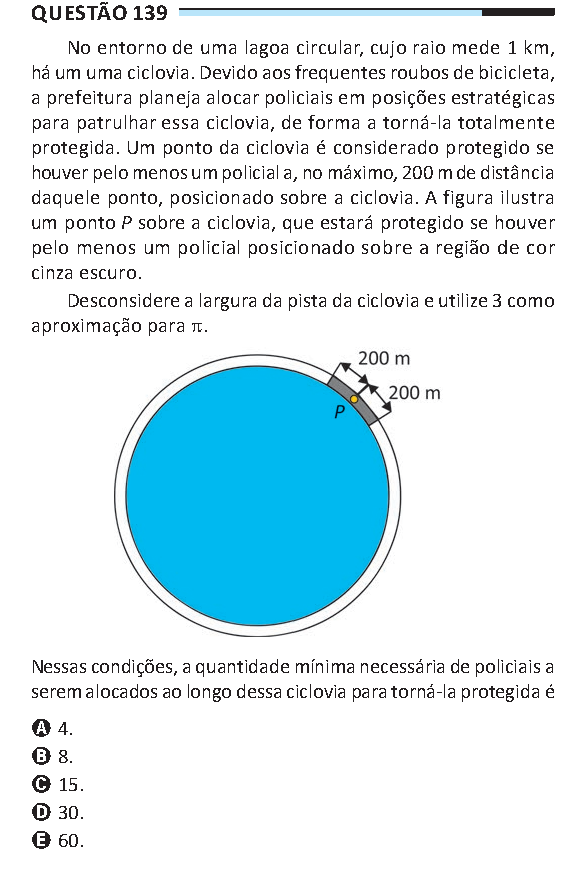 QUESTÃO 139
No entorno de uma lagoa circular, cujo raio mede 1 km,
há um uma ciclovia. Devido aos frequentes roubos de bicicleta,
a prefeitura planeja alocar policiais em posições estratégicas
para patrulhar essa ciclovia, de forma a torná-la totalmente
protegida. Um ponto da ciclovia é considerado protegido se
houver pelo menos um policial a, no máximo, 200 m de distância
daquele ponto, posicionado sobre a ciclovia. A figura ilustra
um ponto P sobre a ciclovia, que estará protegido se houver
pelo menos um policial posicionado sobre a região de cor
cinza escuro.
Desconsidere a largura da pista da ciclovia e utilize 3 como
aproximação para π.
200 m
200 m
P
Nessas condições, a quantidade mínima necessária de policiais a
serem alocados ao longo dessa ciclovia para torná-la protegida é
A 4.
B 8.
C 15.
D 30.
E 60.